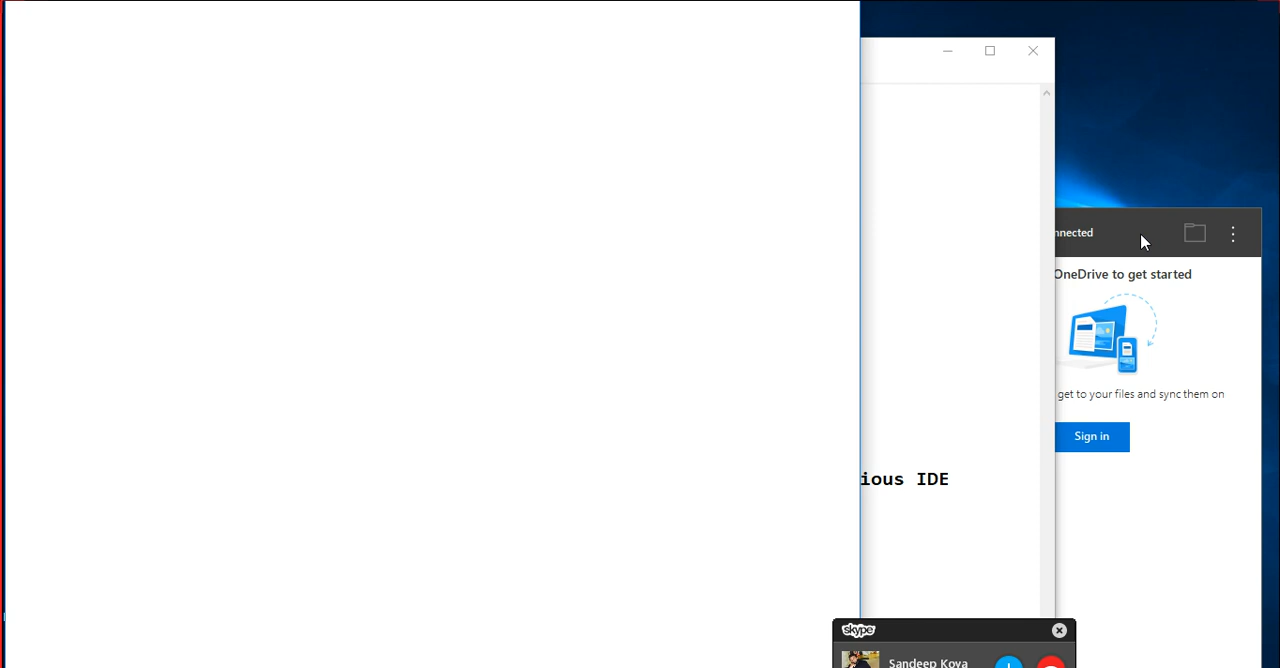 nnected
OneDrive to get started
get to your files and sync them on
Sign in
ious IDE
skype
Sandeep Koya